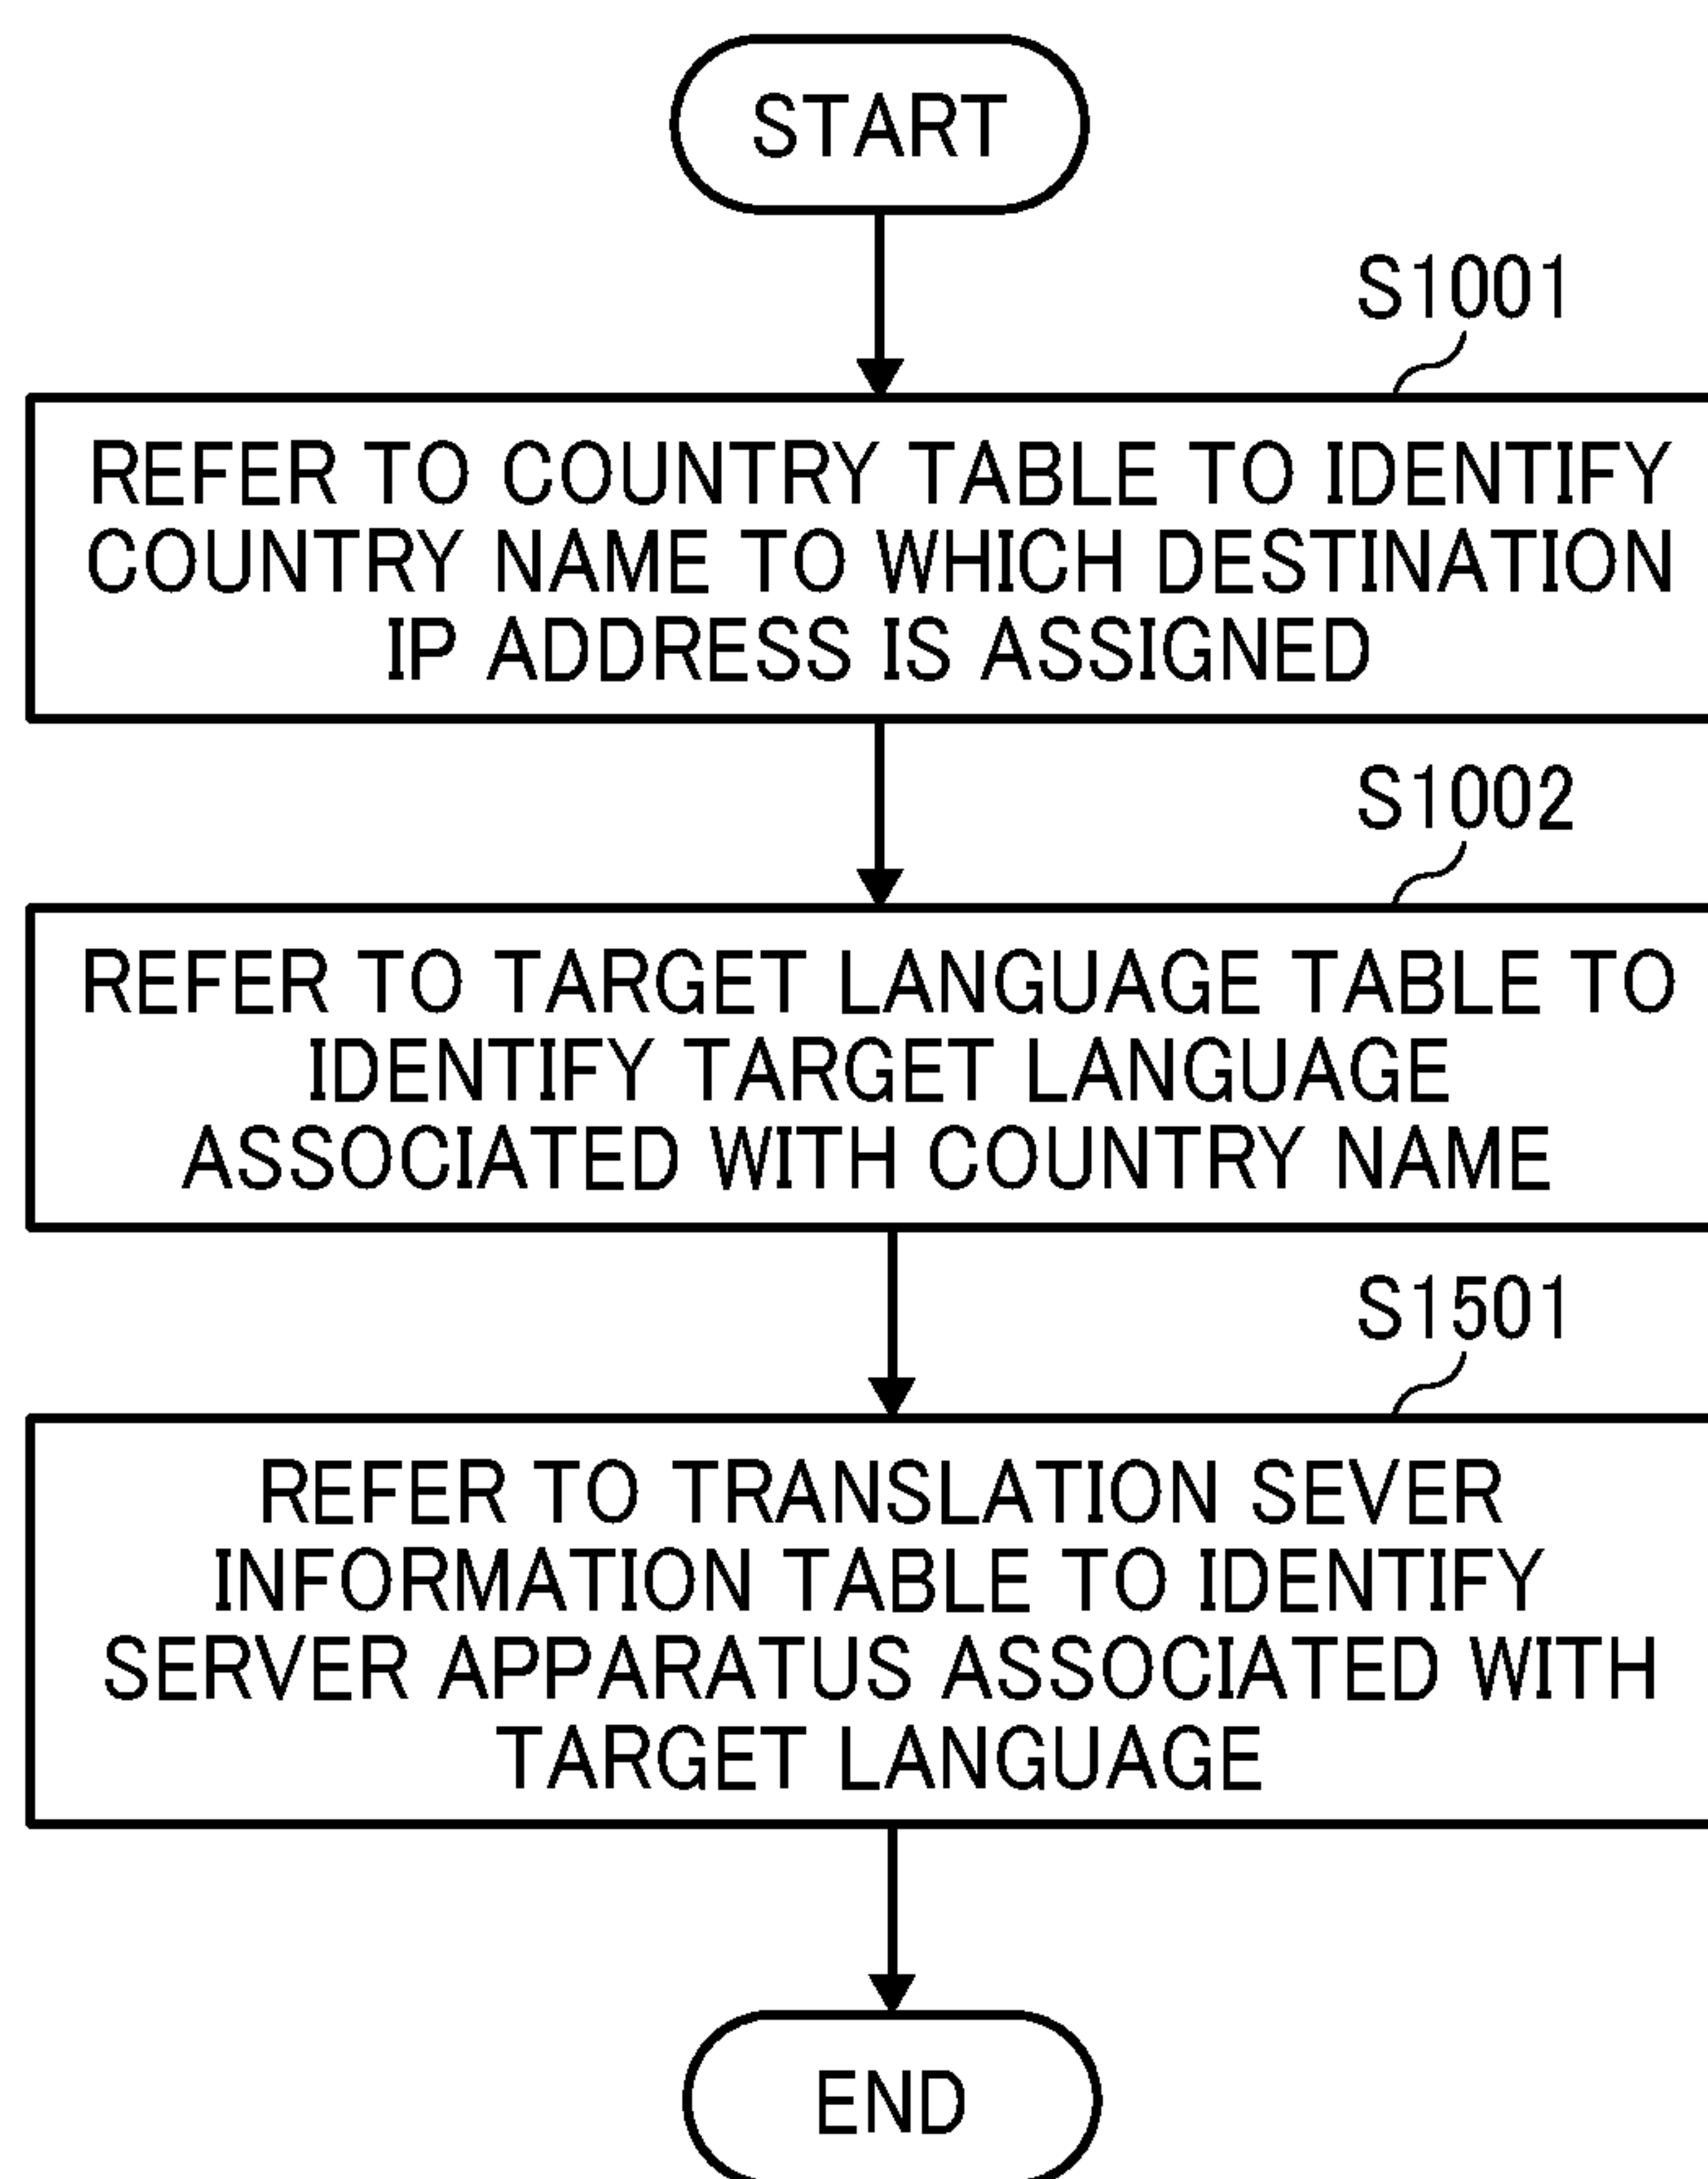 START
S1001
REFER TO COUNTRY TABLE TO IDENTIFY
COUNTRY NAME TO WHICH DESTINATION
IP ADDRESS IS ASSIGNED
S1002
REFER TO TARGET LANGUAGE TABLE TO
IDENTIFY TARGET LANGUAGE
ASSOCIATED WITH COUNTRY NAME
S1501
REFER TO TRANSLATION SEVER
INFORMATION TABLE TO IDENTIFY
SERVER APPARATUS ASSOCIATED WITH
TARGET LANGUAGE
END